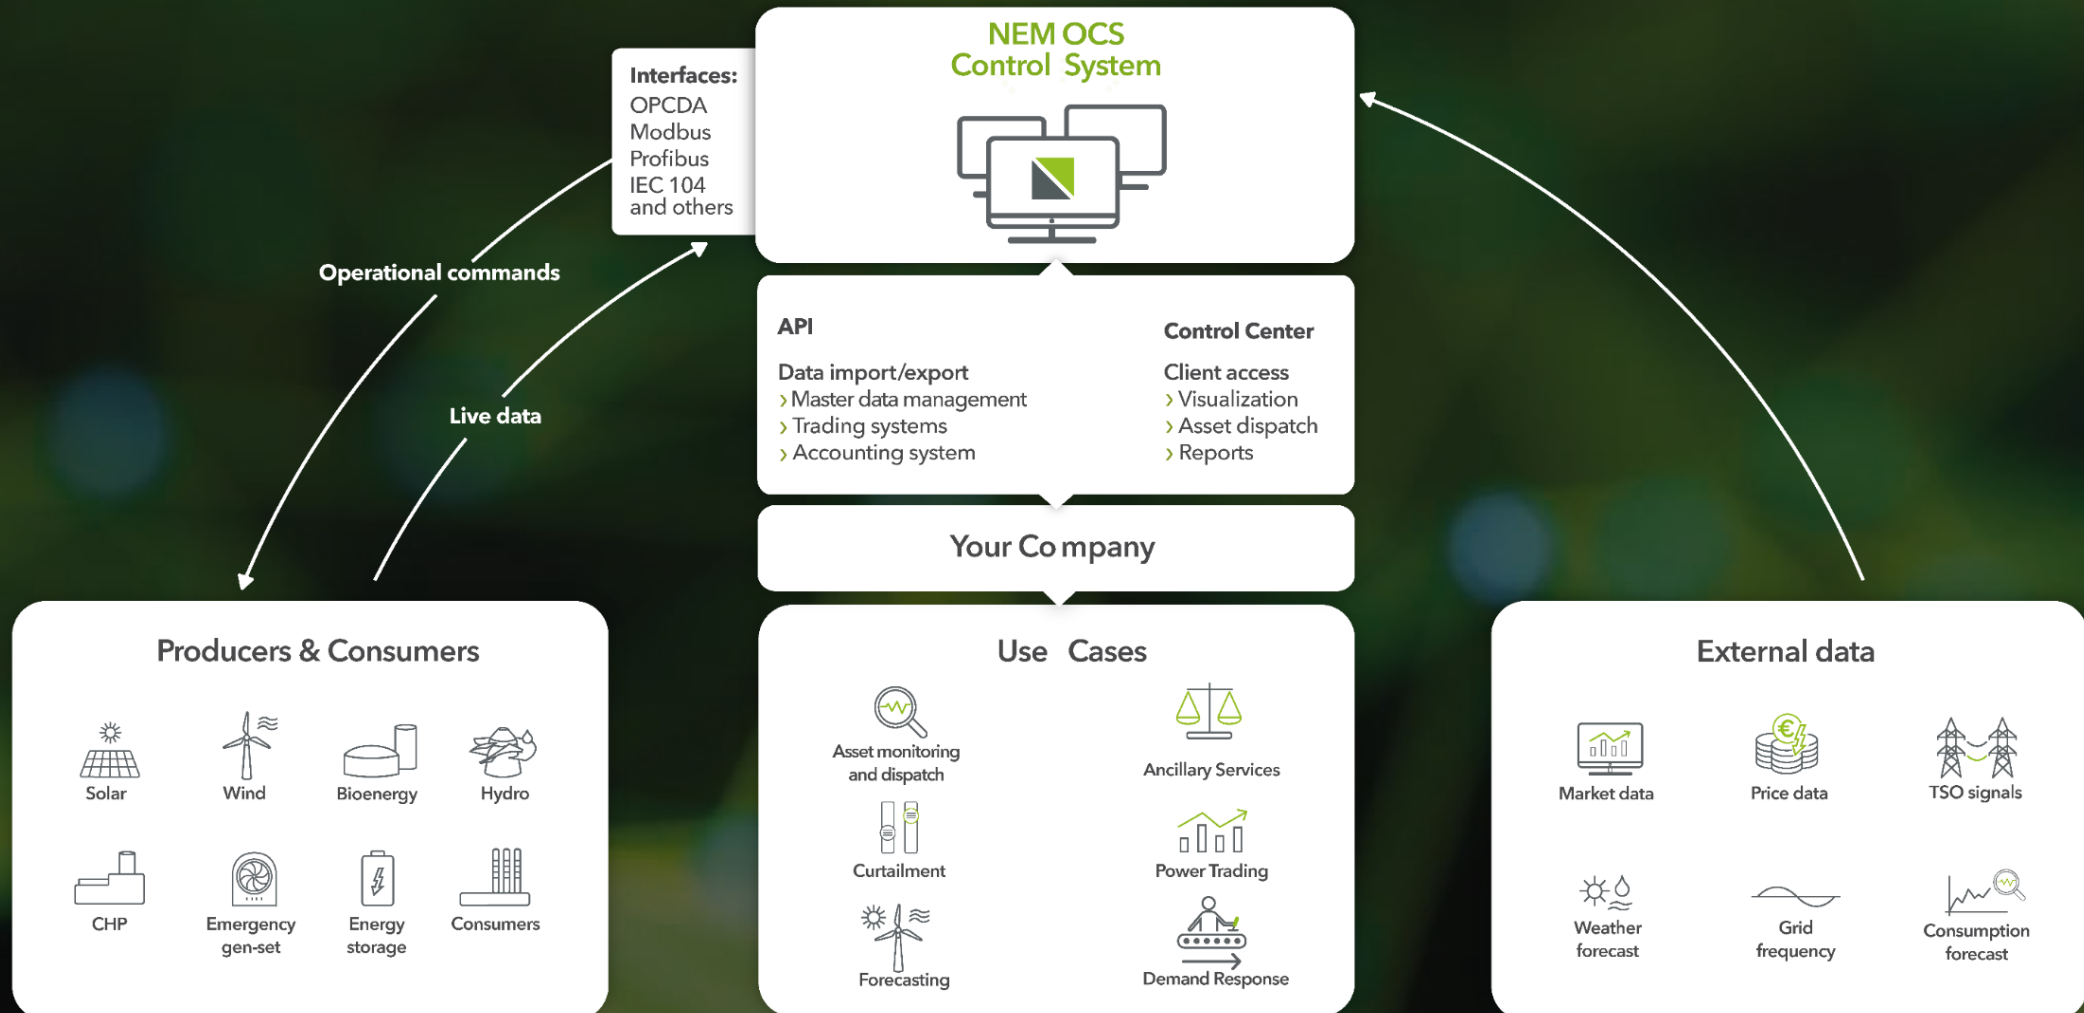 NEM OCS
Control System
Interfaces:
OPCDA
Modbus
Profibus
IEC 104
and others
Operational commands
Live data
API
Data import/export
› Master data management
› Trading systems
› Accounting system
Control Center
Client access
› Visualization
› Asset dispatch
› Reports
Your Company
Producers & Consumers
Solar
Wind
Bioenergy
Hydro
CHP
Emergency
gen-set
Energy
storage
Consumers
Use Cases
Asset monitoring
and dispatch
Ancillary Services
Curtailment
Power Trading
Forecasting
Demand Response
External data
Market data
€
Price data
TSO signals
Weather
forecast
Grid
frequency
Consumption
forecast